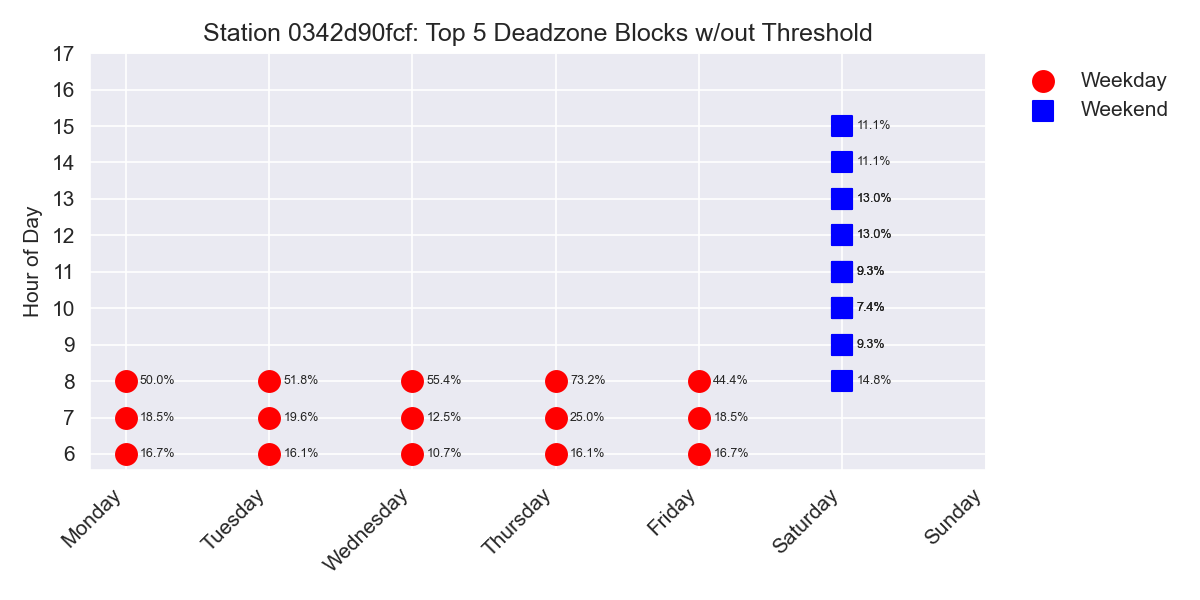 Station 0342d90fcf: Top 5 Deadzone Blocks w/out Threshold
Weekday
Weekend
Hour of Day
17
16
15
14
13
12
11
10
9
8
7
6
11.1%
11.1%
13.0%
13.0%
9.3%
7.4%
9.3%
50.0% 51.8% 55.4% 73.2% 44.4% 14.8%
18.5% 19.6% 12.5% 25.0% 18.5%
16.7% 16.1% 10.7% 16.1% 16.7%
Monday
Tuesday
Wednesday
Thursday
Friday
Saturday
Sunday